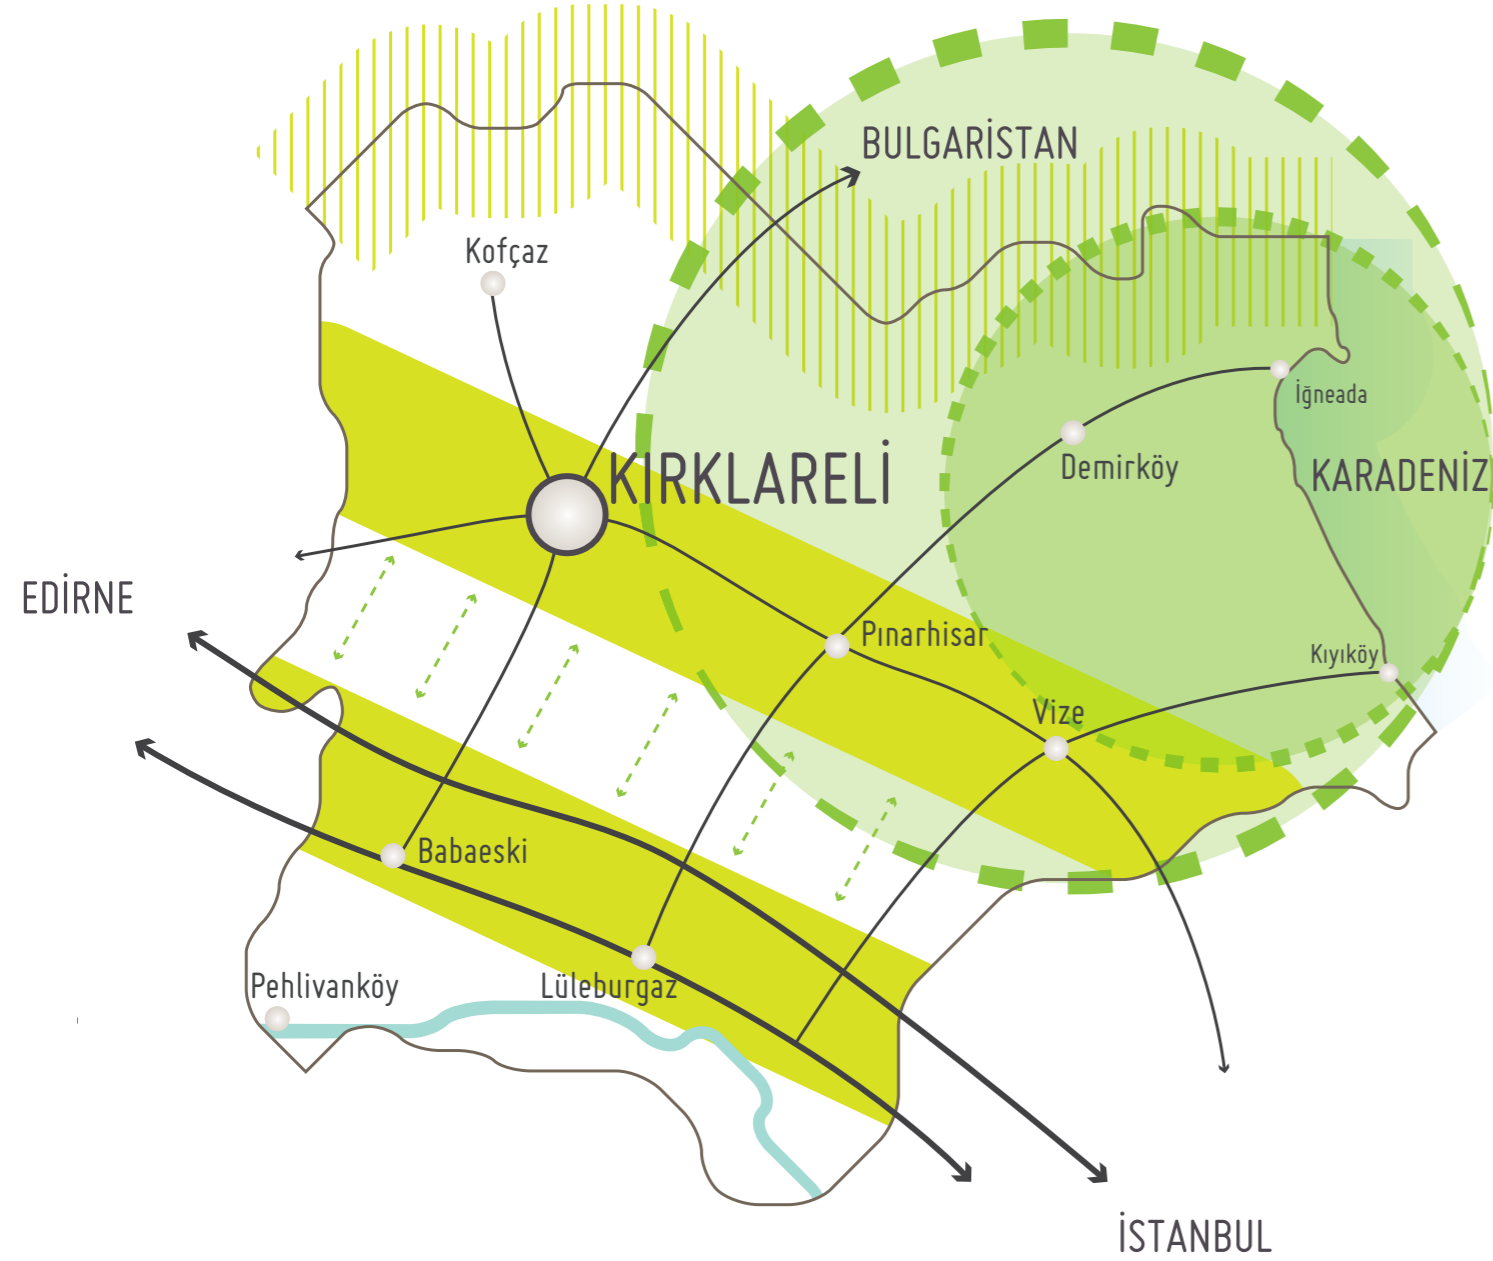 BULGARİSTAN
Kofçaz
İğneada
KIRKLARELİ
Demirköy
KARADENİZ
EDİRNE
Pınarhisar
Kıyıköy
Vize
Babaeski
Pehlivanköy
Lüleburgaz
İSTANBUL